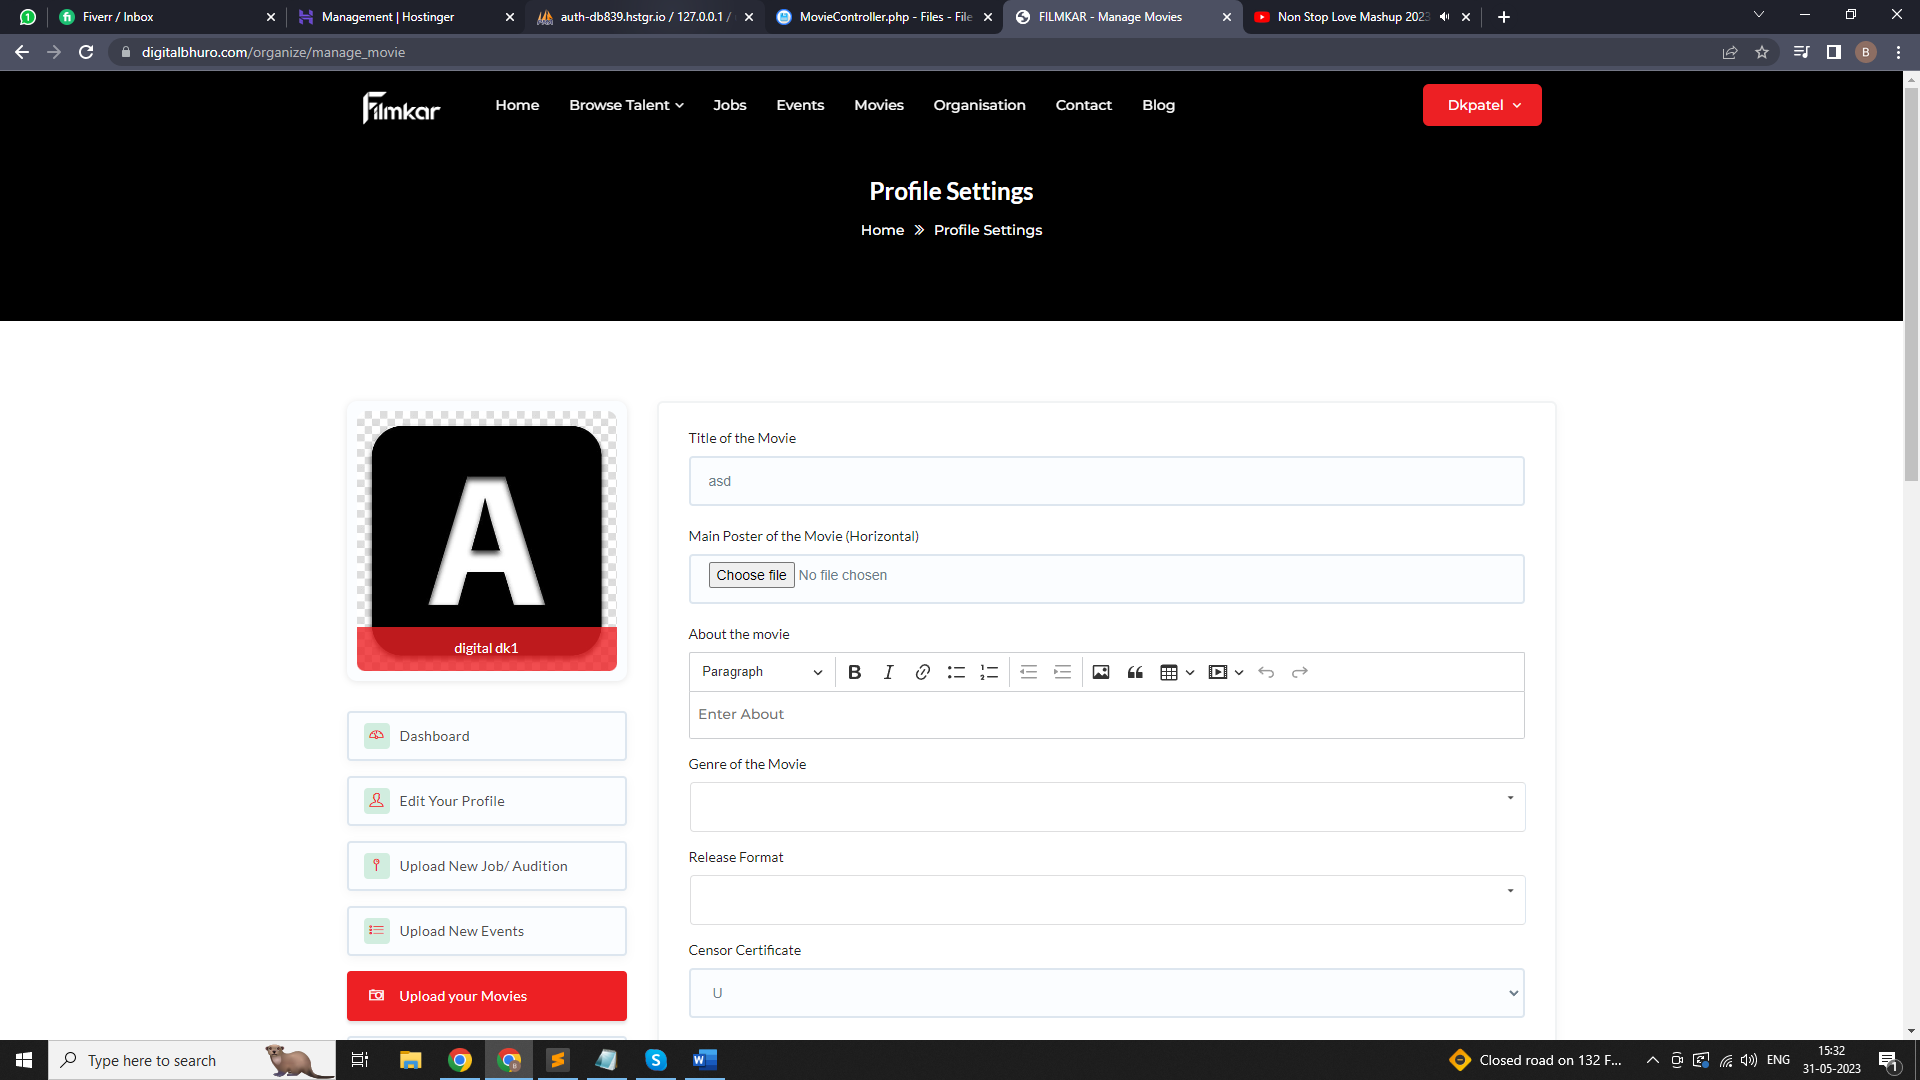 1
Fiverr / Inbox
Management | Hostinger
auth-db839.hstgr.io / 127.0.0.1 /
MovieController.php - Files - File
FILMKAR - Manage Movies
Non Stop Love Mashup 2023
digitalbhuro.com/organize/manage_movie
B
Filmkar
Home
Browse Talent
Jobs
Events
Movies
Organisation
Contact
Blog
Dkpatel
Profile Settings
Home
Profile Settings
A
digital dk1
Dashboard
Edit Your Profile
Upload New Job/ Audition
Upload New Events
Upload your Movies
Title of the Movie
asd
Main Poster of the Movie (Horizontal)
Choose file No file chosen
About the movie
Paragraph
Enter About
Genre of the Movie
Release Format
Censor Certificate
U
Type here to search
Closed road on 132 F...
ENG
15:32
31-05-2023
1